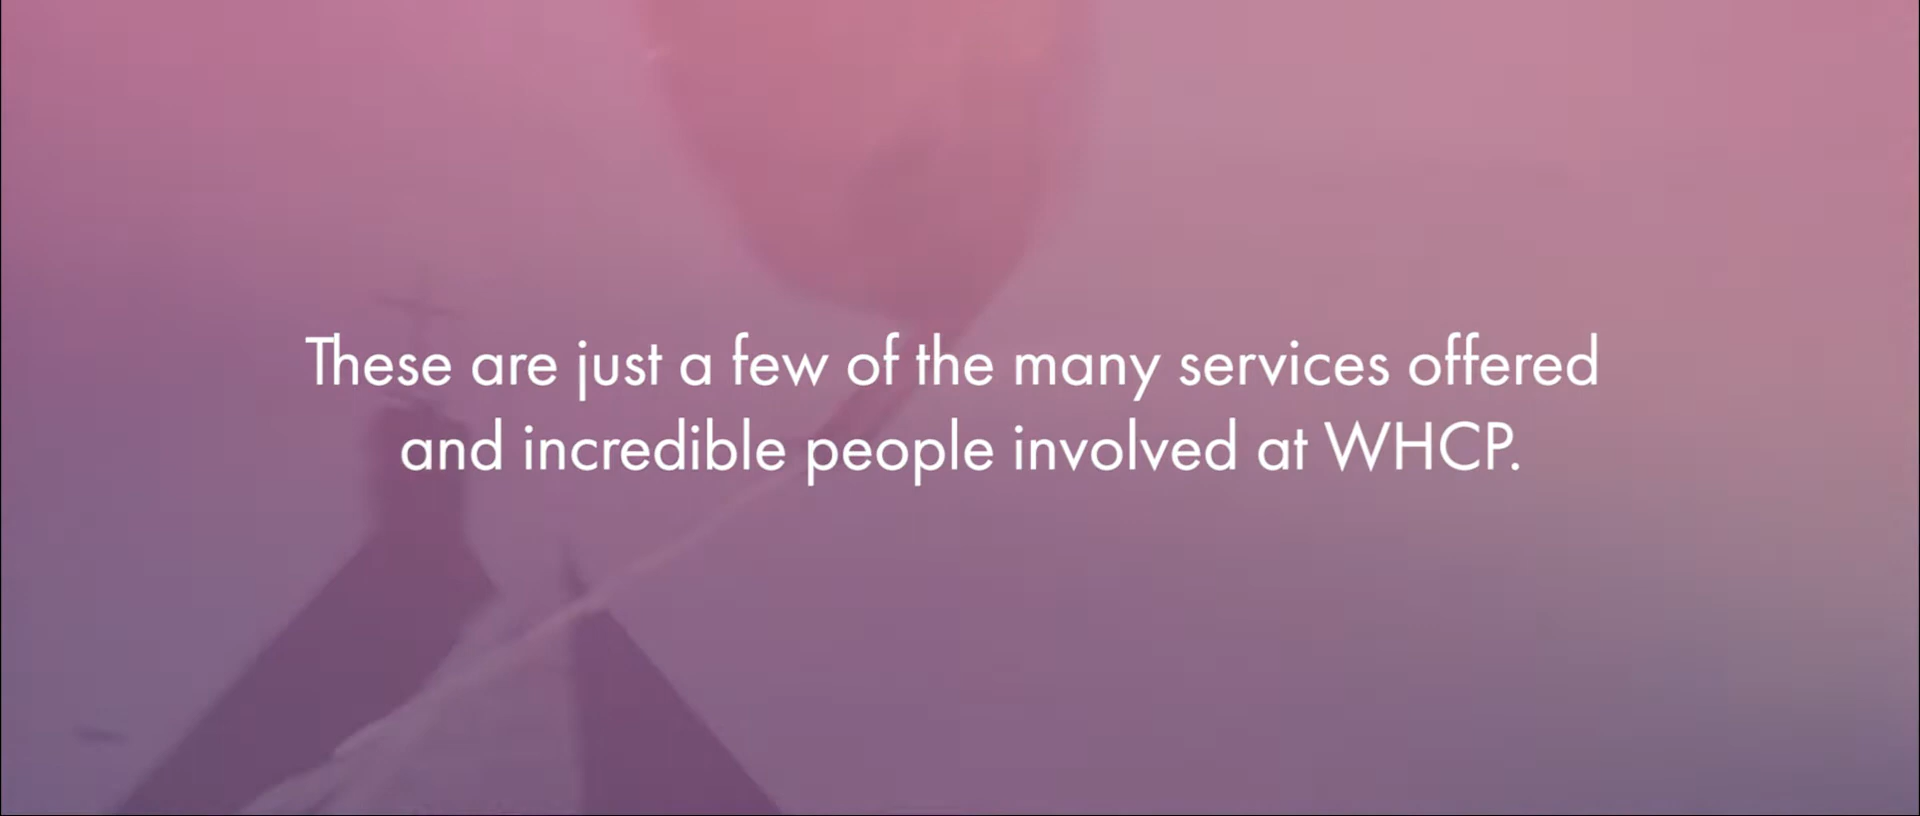 These are just a few of the many services offered
and incredible people involved at WHCP.